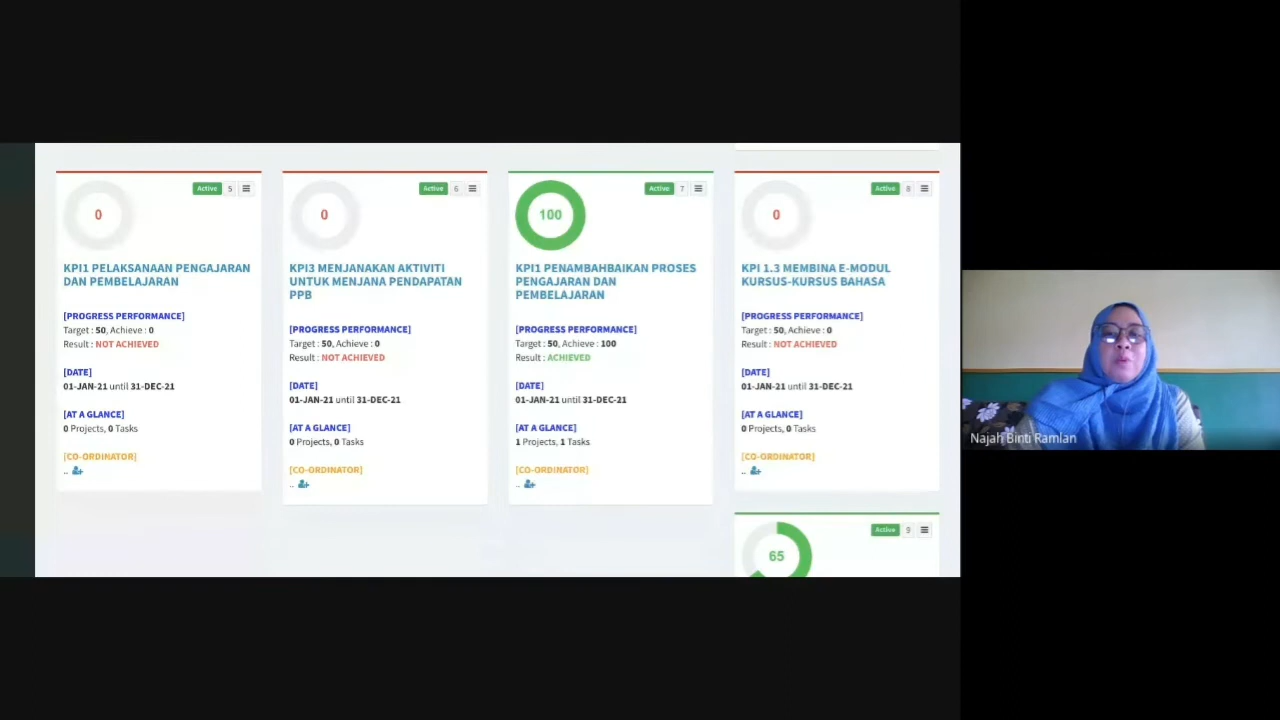 Active 5
0
KPI1 PELAKSANAAN PENGAJARAN
DAN PEMBELAJARAN
[PROGRESS PERFORMANCE]
Target : 50, Achieve : 0
Result : NOT ACHIEVED
[DATE]
01-JAN-21 until 31-DEC-21
[AT A GLANCE]
0 Projects, 0 Tasks
[CO-ORDINATOR]
..
Active 6
0
KPI3 MENJANAKAN AKTIVITI
UNTUK MENJANA PENDAPATAN
PPB
[PROGRESS PERFORMANCE]
Target : 50, Achieve : 0
Result : NOT ACHIEVED
[DATE]
01-JAN-21 until 31-DEC-21
[AT A GLANCE]
0 Projects, 0 Tasks
[CO-ORDINATOR]
..
Active 7
100
KPI1 PENAMBAHBAIKAN PROSES
PENGAJARAN DAN
PEMBELAJARAN
[PROGRESS PERFORMANCE]
Target : 50, Achieve : 100
Result : ACHIEVED
[DATE]
01-JAN-21 until 31-DEC-21
[AT A GLANCE]
1 Projects, 1 Tasks
[CO-ORDINATOR]
..
Active 8
0
KPI 1.3 MEMBINA E-MODUL
KURSUS-KURSUS BAHASA
[PROGRESS PERFORMANCE]
Target : 50, Achieve : 0
Result : NOT ACHIEVED
[DATE]
01-JAN-21 until 31-DEC-21
[AT A GLANCE]
0 Projects, 0 Tasks
[CO-ORDINATOR]
..
Active 9
65
Najah Binti Ramlan